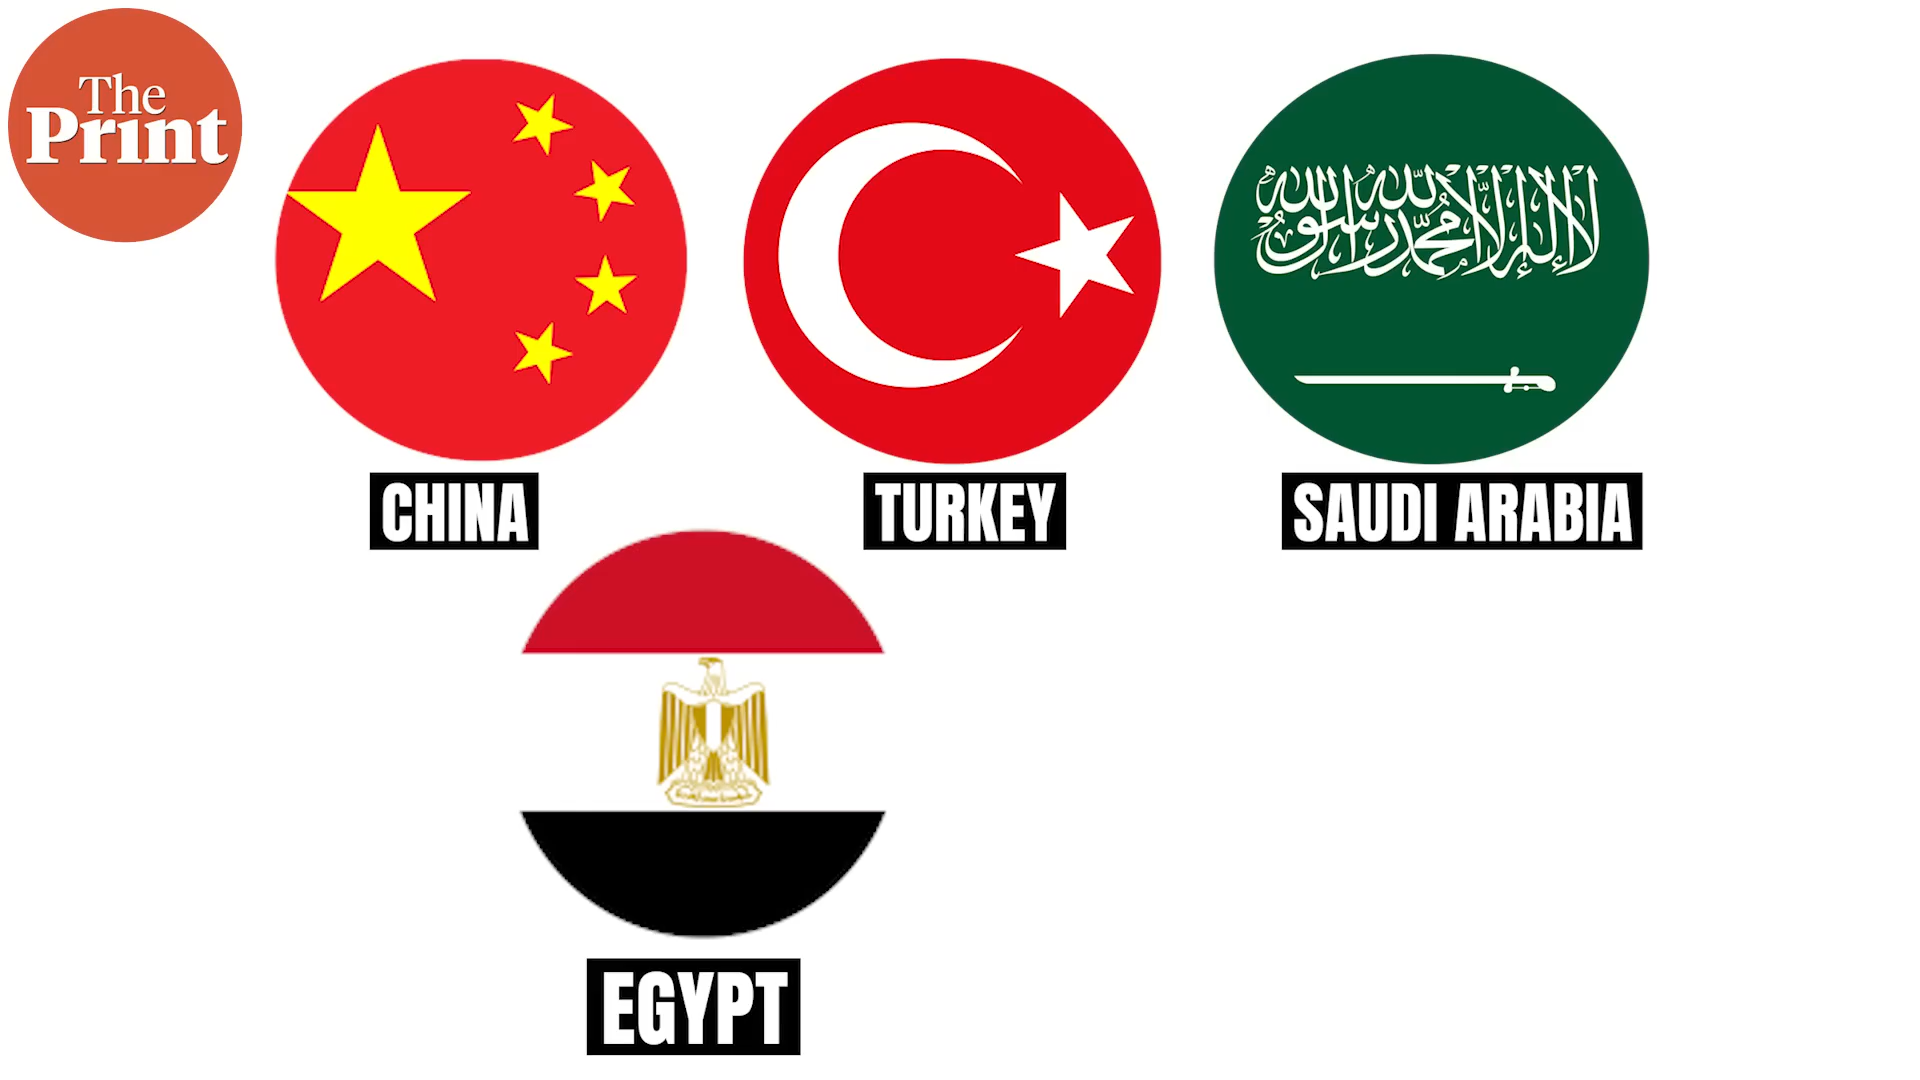 The
Print
لا إله إلا الله محمد رسول الله
CHINA
TURKEY
SAUDI ARABIA
EGYPT